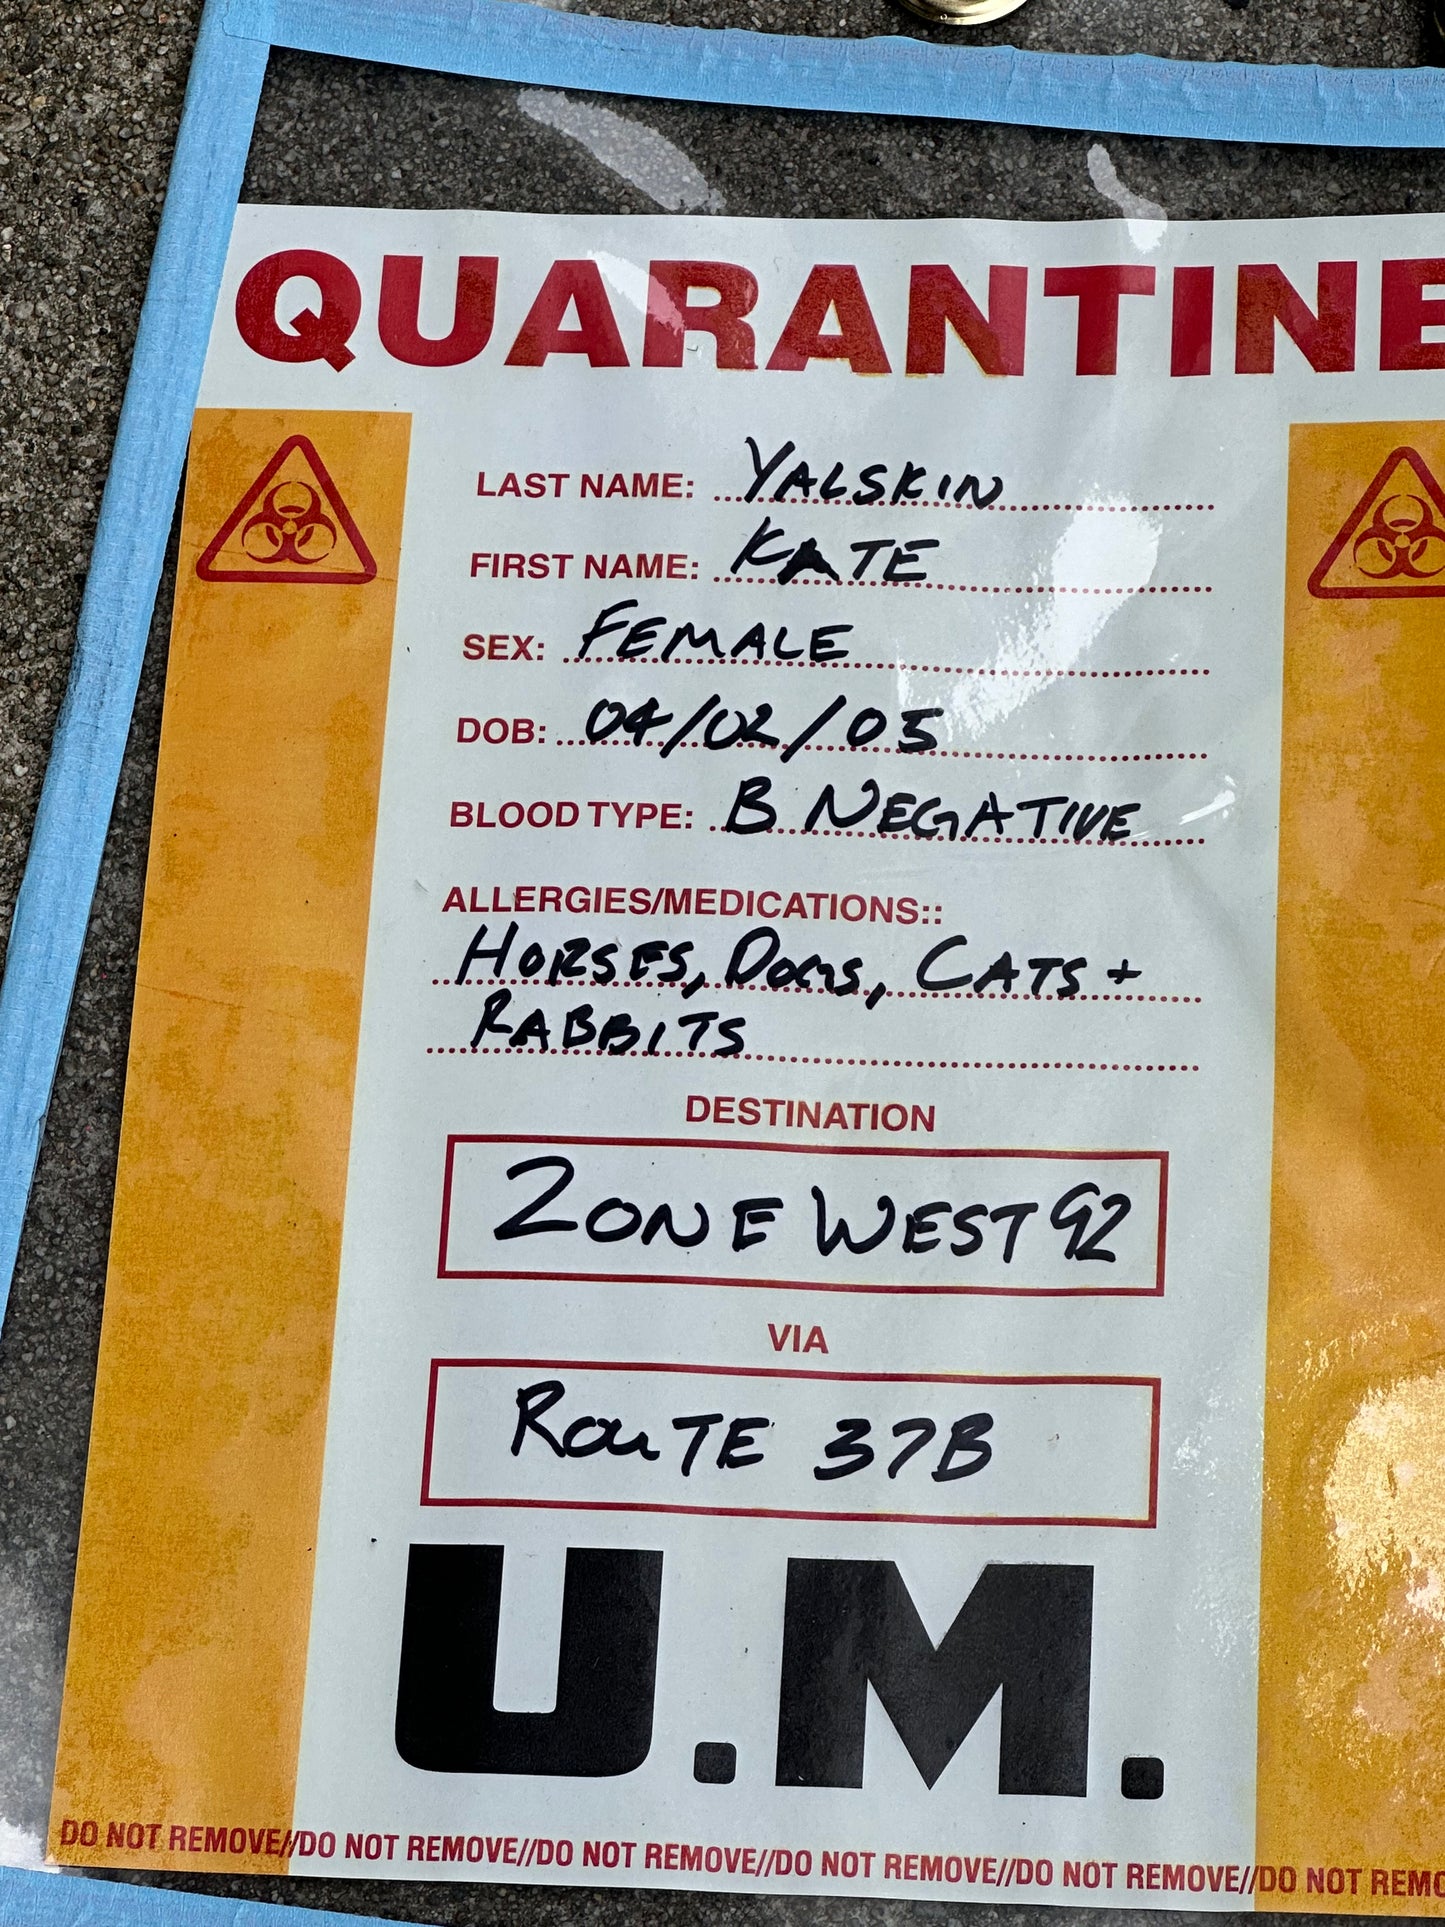 QUARANTINE
LAST NAME: YALSKIN
FIRST NAME: KATE
SEX: FEMALE
DOB: 04/02/05
BLOOD TYPE: B NEGATIVE
ALLERGIES/MEDICATIONS::
HORSES, DOGS, CATS +
RABBITS
DESTINATION
ZONE WEST 92
VIA
ROUTE 37B
U.M.
DO NOT REMOVE//DO NOT REMOVE//DO NOT REMOVE//DO NOT REMOVE//DO NOT REMOVE//DO NOT REMO